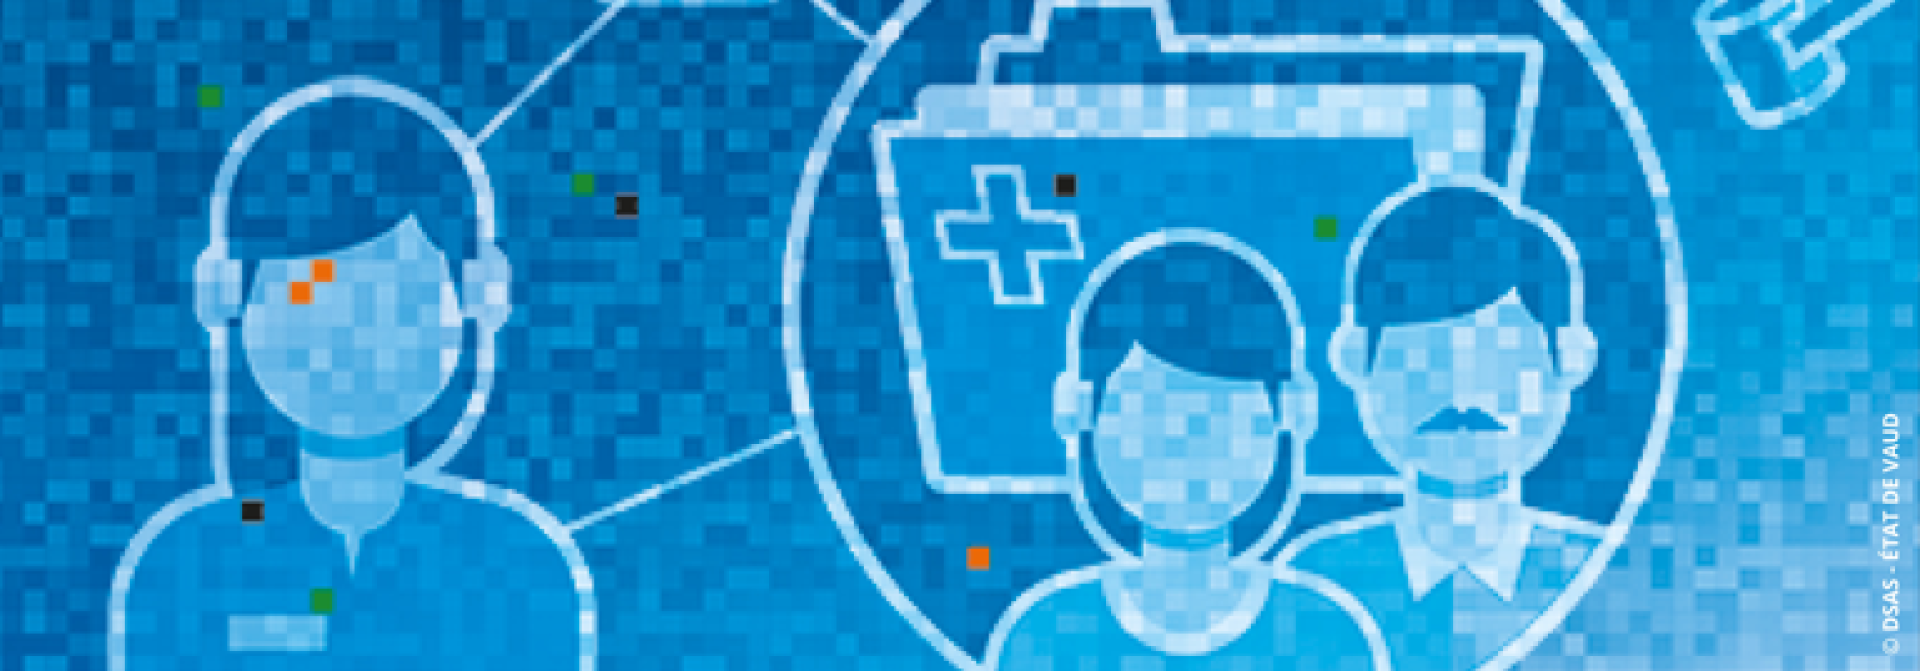 © DSAS - ÉTAT DE VAUD